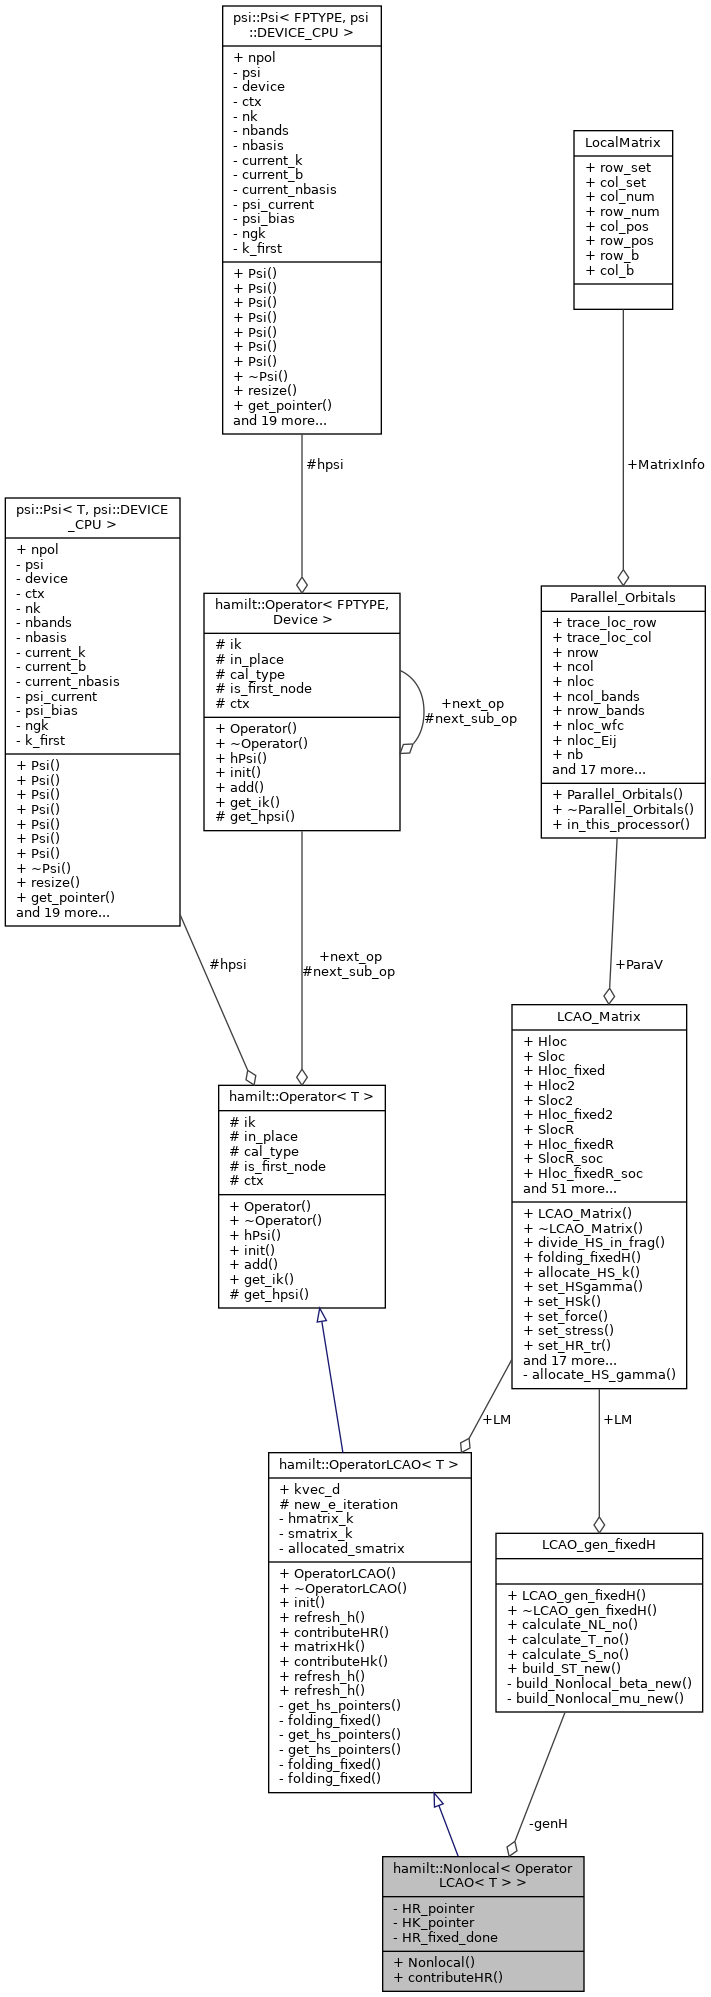 psi::Psi< FPTYPE, psi
::DEVICE_CPU >
+ npol
- psi
- device
- ctx
- nk
- nbands
- nbasis
- current_k
- current_b
- current_nbasis
- psi_current
- psi_bias
- ngk
- k_first
+ Psi()
+ Psi()
+ Psi()
+ Psi()
+ Psi()
+ Psi()
+ Psi()
+ ~Psi()
+ resize()
+ get_pointer()
and 19 more...
LocalMatrix
+ row_set
+ col_set
+ col_num
+ row_num
+ col_pos
+ row_pos
+ row_b
+ col_b
#hpsi
+MatrixInfo
psi::Psi< T, psi::DEVICE
_CPU >
+ npol
- psi
- device
- ctx
- nk
- nbands
- nbasis
- current_k
- current_b
- current_nbasis
- psi_current
- psi_bias
- ngk
- k_first
+ Psi()
+ Psi()
+ Psi()
+ Psi()
+ Psi()
+ Psi()
+ Psi()
+ ~Psi()
+ resize()
+ get_pointer()
and 19 more...
hamilt::Operator< FPTYPE,
Device >
# ik
# in_place
# cal_type
# is_first_node
# ctx
+ Operator()
+ ~Operator()
+ hPsi()
+ init()
+ add()
+ get_ik()
# get_hpsi()
+next_op
#next_sub_op
Parallel_Orbitals
+ trace_loc_row
+ trace_loc_col
+ nrow
+ ncol
+ nloc
+ ncol_bands
+ nrow_bands
+ nloc_wfc
+ nloc_Eij
+ nb
and 17 more...
+ Parallel_Orbitals()
+ ~Parallel_Orbitals()
+ in_this_processor()
#hpsi
+next_op
#next_sub_op
+ParaV
LCAO_Matrix
+ Hloc
+ Sloc
+ Hloc_fixed
+ Hloc2
+ Sloc2
+ Hloc_fixed2
+ SlocR
+ Hloc_fixedR
+ SlocR_soc
+ Hloc_fixedR_soc
and 51 more...
+ LCAO_Matrix()
+ ~LCAO_Matrix()
+ divide_HS_in_frag()
+ folding_fixedH()
+ allocate_HS_k()
+ set_HSgamma()
+ set_HSk()
+ set_force()
+ set_stress()
+ set_HR_tr()
and 17 more...
- allocate_HS_gamma()
hamilt::Operator< T >
# ik
# in_place
# cal_type
# is_first_node
# ctx
+ Operator()
+ ~Operator()
+ hPsi()
+ init()
+ add()
+ get_ik()
# get_hpsi()
+LM
+LM
hamilt::OperatorLCAO< T >
+ kvec_d
# new_e_iteration
- hmatrix_k
- smatrix_k
- allocated_smatrix
+ OperatorLCAO()
+ ~OperatorLCAO()
+ init()
+ refresh_h()
+ contributeHR()
+ matrixHk()
+ contributeHk()
+ refresh_h()
+ refresh_h()
- get_hs_pointers()
- folding_fixed()
- get_hs_pointers()
- get_hs_pointers()
- folding_fixed()
- folding_fixed()
LCAO_gen_fixedH
+ LCAO_gen_fixedH()
+ ~LCAO_gen_fixedH()
+ calculate_NL_no()
+ calculate_T_no()
+ calculate_S_no()
+ build_ST_new()
- build_Nonlocal_beta_new()
- build_Nonlocal_mu_new()
-genH
hamilt::Nonlocal< Operator
LCAO< T > >
- HR_pointer
- HK_pointer
- HR_fixed_done
+ Nonlocal()
+ contributeHR()